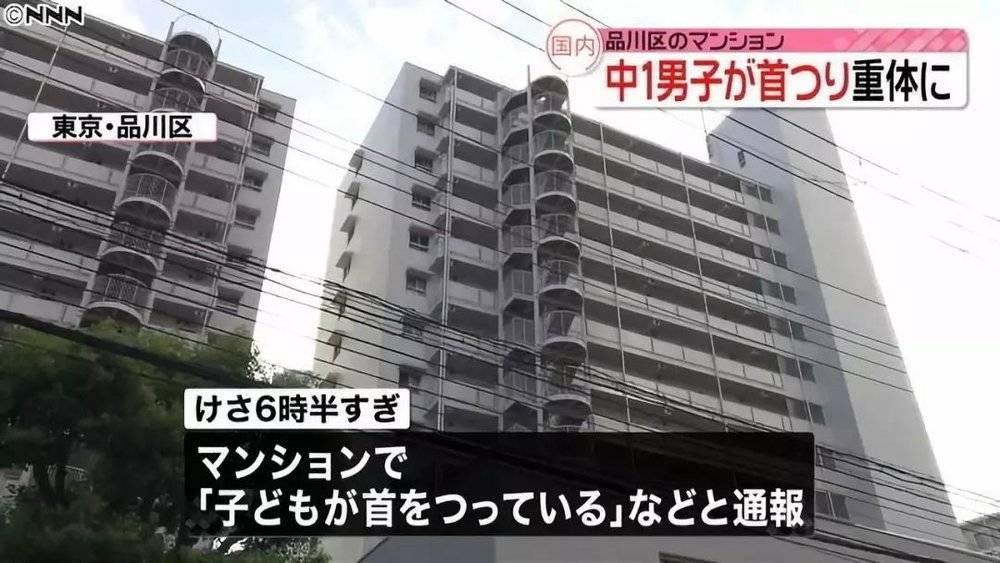 ©NNN
国内
品川区のマンション
中1男子が首つり重体に
東京・品川区
けさ6時半すぎ
マンションで
「子どもが首をつっている」などと通報